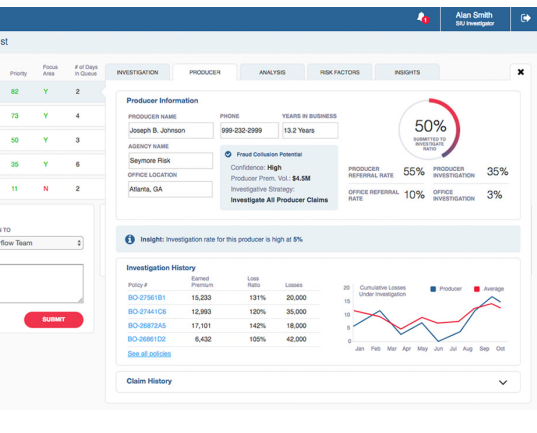 1
Alan Smith
SIU Investigator
st
Priority
Focus Area
# of Days in Queue
82 Y 2
73 Y 4
50 Y 3
35 Y 6
11 N 2
N TO
flow Team
SUBMIT
INVESTIGATION PRODUCER ANALYSIS RISK FACTORS INSIGHTS
Producer Information
PRODUCER NAME PHONE YEARS IN BUSINESS
Joseph B. Johnson 999-232-2999 13.2 Years
AGENCY NAME
Seymore Risk
OFFICE LOCATION
Atlanta, GA
Fraud Collusion Potential
Confidence: High
Producer Prem. Vol.: $4.5M
Investigative Strategy:
Investigate All Producer Claims
50%
SUBMITTED TO
INVESTIGATE
RATIO
PRODUCER REFERRAL RATE 55%
PRODUCER INVESTIGATION 35%
OFFICE REFERRAL RATE 10%
OFFICE INVESTIGATION 3%
Insight: Investigation rate for this producer is high at 5%
Investigation History
Policy # Earned Premium Loss Ratio Losses
BO-27561B1 15,233 131% 20,000
BO-27441C8 12,993 120% 35,000
BO-26872A5 17,101 142% 18,000
BO-26861D2 6,432 105% 42,000
See all policies
Cumulative Losses
Under Investigation
Producer Average
20
15
10
5
0
Jan Feb Mar Apr May Jun Jul Aug Sep Oct
Claim History